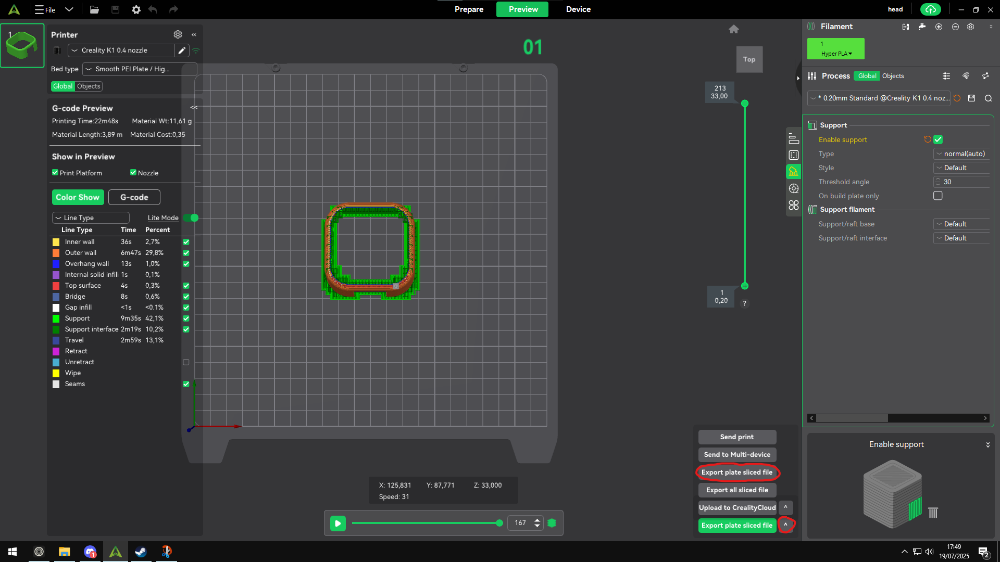 File
Prepare
Preview
Device
head
1
Printer
Creality K1 0.4 nozzle
Bed type
Smooth PEI Plate / Hig...
Global
Objects
G-code Preview
Printing Time:22m48s
Material Wt:11,61 g
Material Length:3,89 m
Material Cost:0,35
Show in Preview
Print Platform
Nozzle
Color Show
G-code
Line Type
Lite Mode
Line Type Time Percent
Inner wall 36s 2,7%
Outer wall 6m47s 29,8%
Overhang wall 13s 1,0%
Internal solid infill 1s 0,1%
Top surface 4s 0,3%
Bridge 8s 0,6%
Gap infill <1s <0.1%
Support 9m35s 42,1%
Support interface 2m19s 10,2%
Travel 2m59s 13,1%
Retract
Unretract
Wipe
Seams
01
Top
213
33,00
1
0,20
?
X: 125,831 Y: 87,771 Z: 33,000
Speed: 31
167
Send print
Send to Multi-device
Export plate sliced file
Export all sliced file
Upload to CrealityCloud
^
Export plate sliced file
^
Filament
1
Hyper PLA
Process
Global
Objects
* 0.20mm Standard @Creality K1 0.4 noz...
Support
Enable support
Type
normal(auto)
Style
Default
Threshold angle
30
On build plate only
Support filament
Support/raft base
Default
Support/raft interface
Default
Enable support
1
17:49
19/07/2025
2